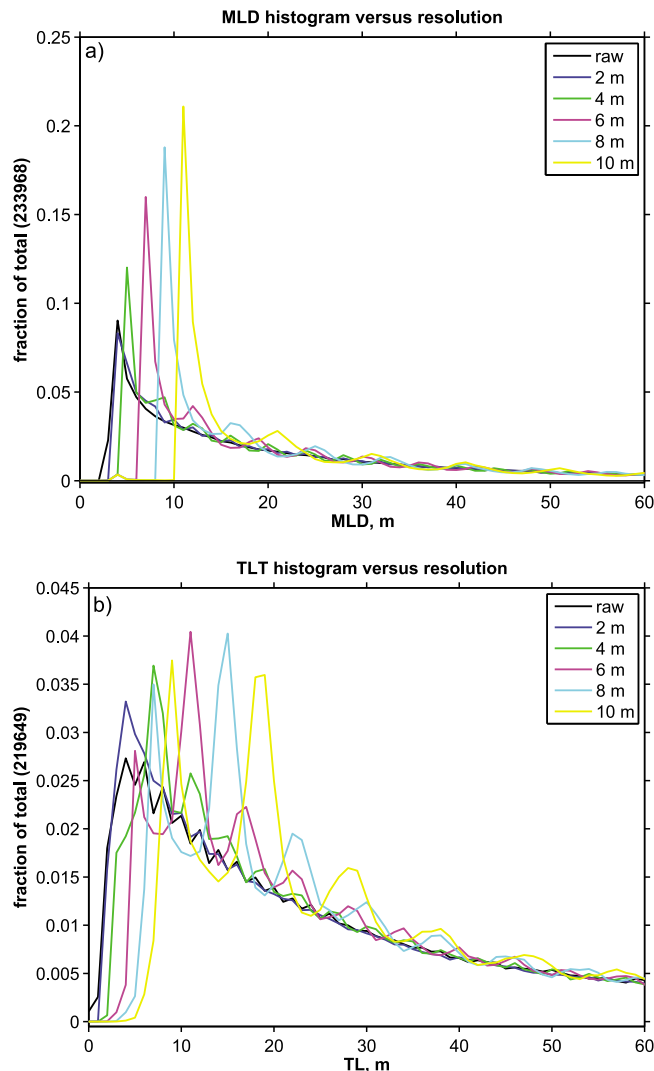 MLD histogram versus resolution
a)
0.25
0.2
0.15
0.1
0.05
0
fraction of total (233968)
raw
2 m
4 m
6 m
8 m
10 m
0 10 20 30 40 50 60
MLD, m
TLT histogram versus resolution
b)
0.045
0.04
0.035
0.03
0.025
0.02
0.015
0.01
0.005
0
fraction of total (219649)
raw
2 m
4 m
6 m
8 m
10 m
0 10 20 30 40 50 60
TL, m